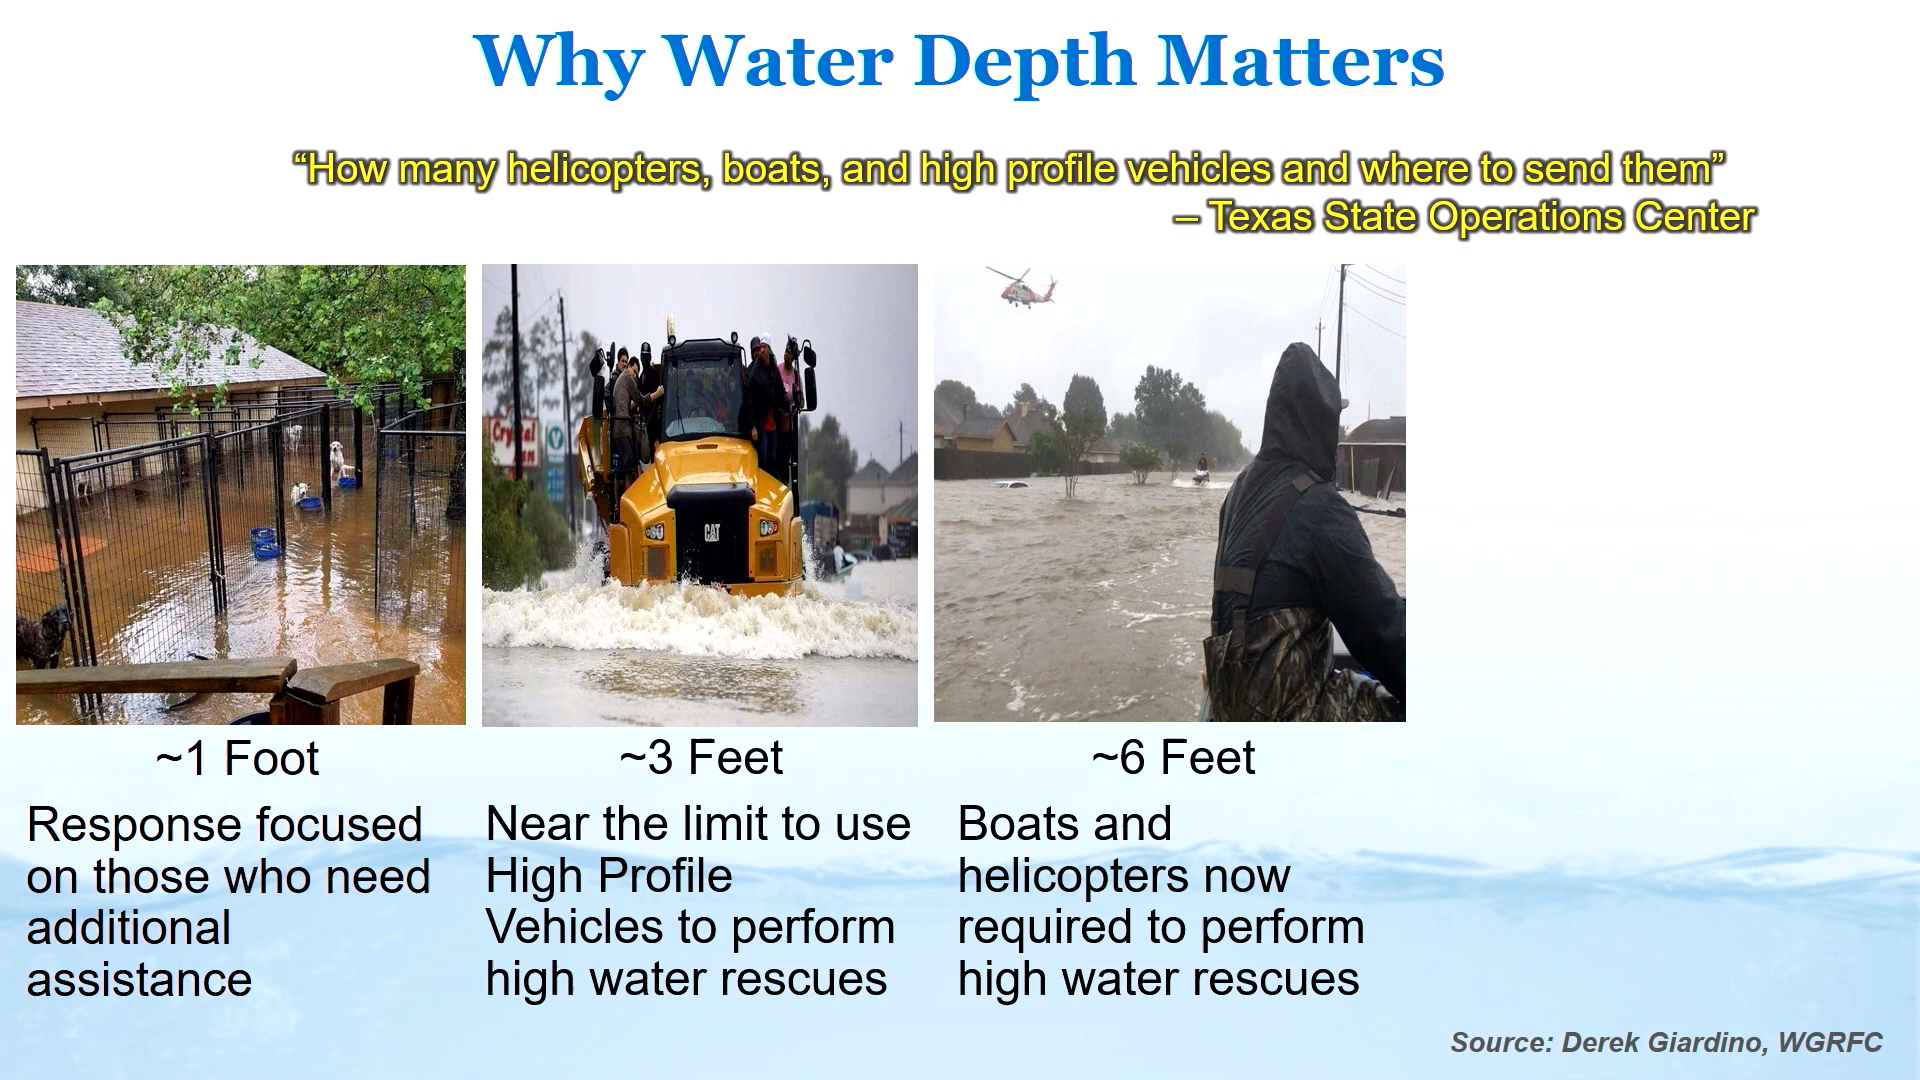 Why Water Depth Matters
“How many helicopters, boats, and high profile vehicles and where to send them”
– Texas State Operations Center
CAT
~1 Foot
~3 Feet
~6 Feet
Response focused
on those who need
additional
assistance
Near the limit to use
High Profile
Vehicles to perform
high water rescues
Boats and
helicopters now
required to perform
high water rescues
Source: Derek Giardino, WGRFC